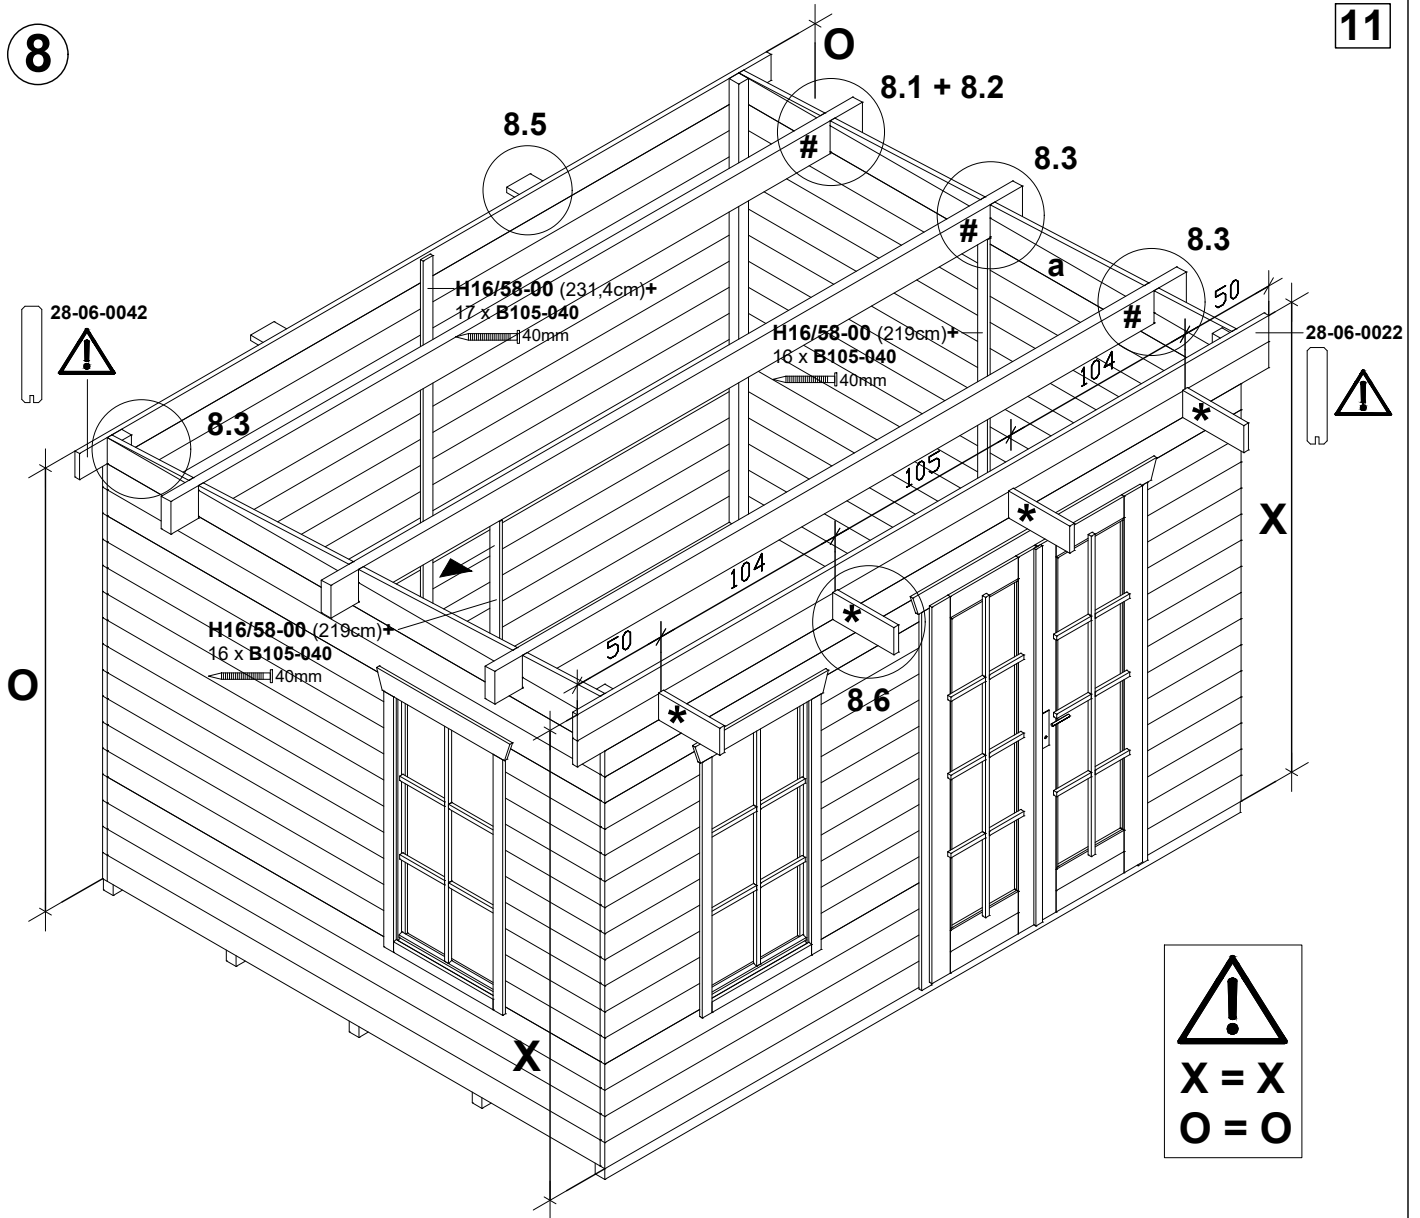 8
O
11
8.1 + 8.2
8.5
#
8.3
#
a
8.3
#
50
H16/58-00 (231,4cm)+
17 x B105-040
40mm
28-06-0042
H16/58-00 (219cm)+
16 x B105-040
40mm
28-06-0022
104
8.3
*
105
*
X
104
*
H16/58-00 (219cm)+
16 x B105-040
40mm
50
O
8.6
*
X
X = X
O = O